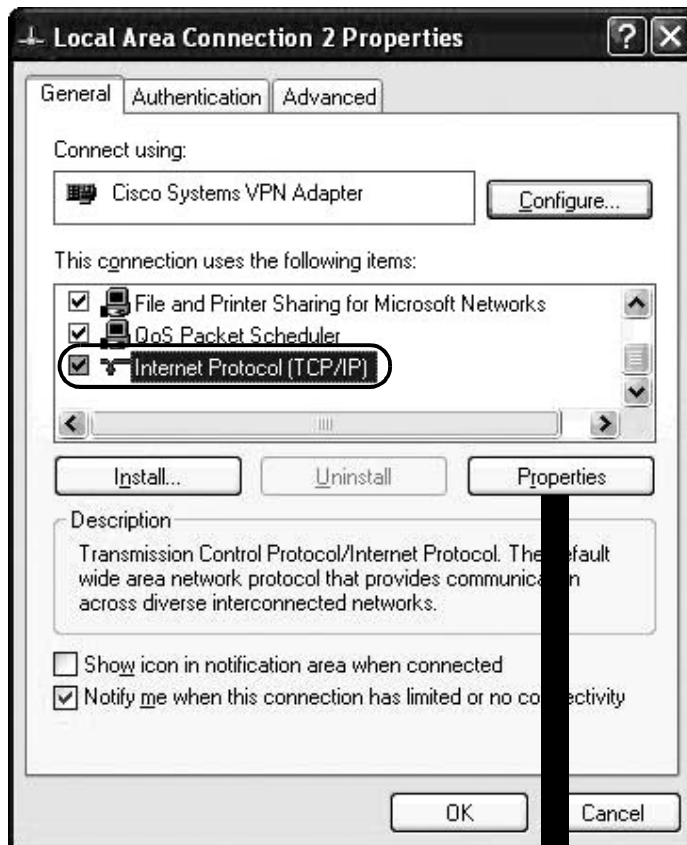 Local Area Connection 2 Properties
General Authentication Advanced
Connect using:
Cisco Systems VPN Adapter Configure...
This connection uses the following items:
File and Printer Sharing for Microsoft Networks
QoS Packet Scheduler
Internet Protocol (TCP/IP)
Install... Uninstall Properties
Description
Transmission Control Protocol/Internet Protocol. The default
wide area network protocol that provides
across diverse interconnected networks.
Show icon in notification area when connected
Notify me when this connection has limited or no
OK Cancel